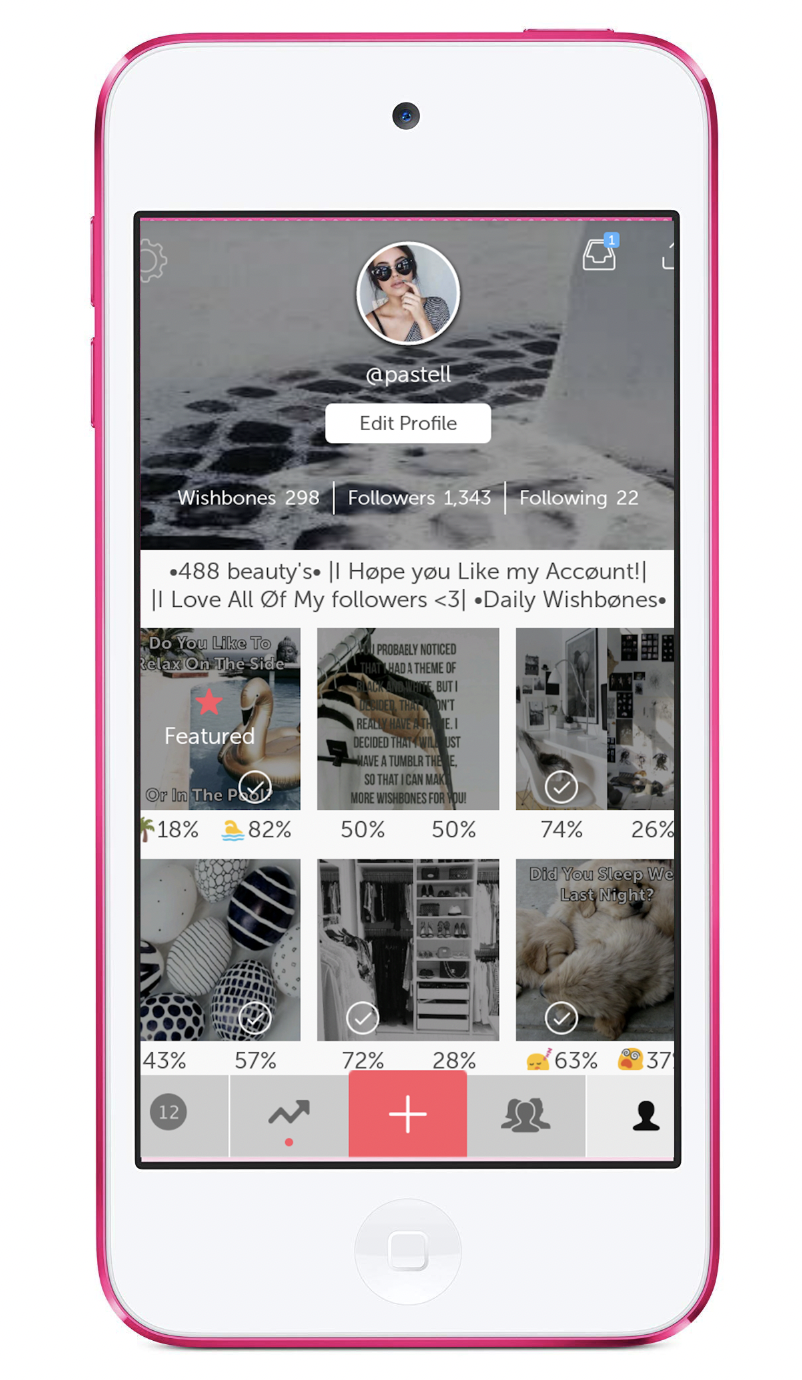 1
@pastell
Edit Profile
Wishbones 298 | Followers 1,343 | Following 22
•488 beauty's• |I Høpe yøu Like my Accøunt!|
|I Love All Øf My followers <3| •Daily Wishbønes•
Do You Like To
Relax On The Side
Featured
Or In The Pool?
PROBABLY NOTICED
THAT I HAD A THEME OF
BLACK AND WHITE, BUT I
DECIDED, THAT I DON'T
REALLY HAVE A THEME. I
DECIDED THAT I WILL JUST
HAVE A TUMBLR THEME,
SO THAT I CAN MAKE
MORE WISHBONES FOR YOU!
🌴18% 🏊82%
50% 50%
74% 26%
Did You Sleep We
Last Night?
43% 57%
72% 28%
😴63% 😵37%
12